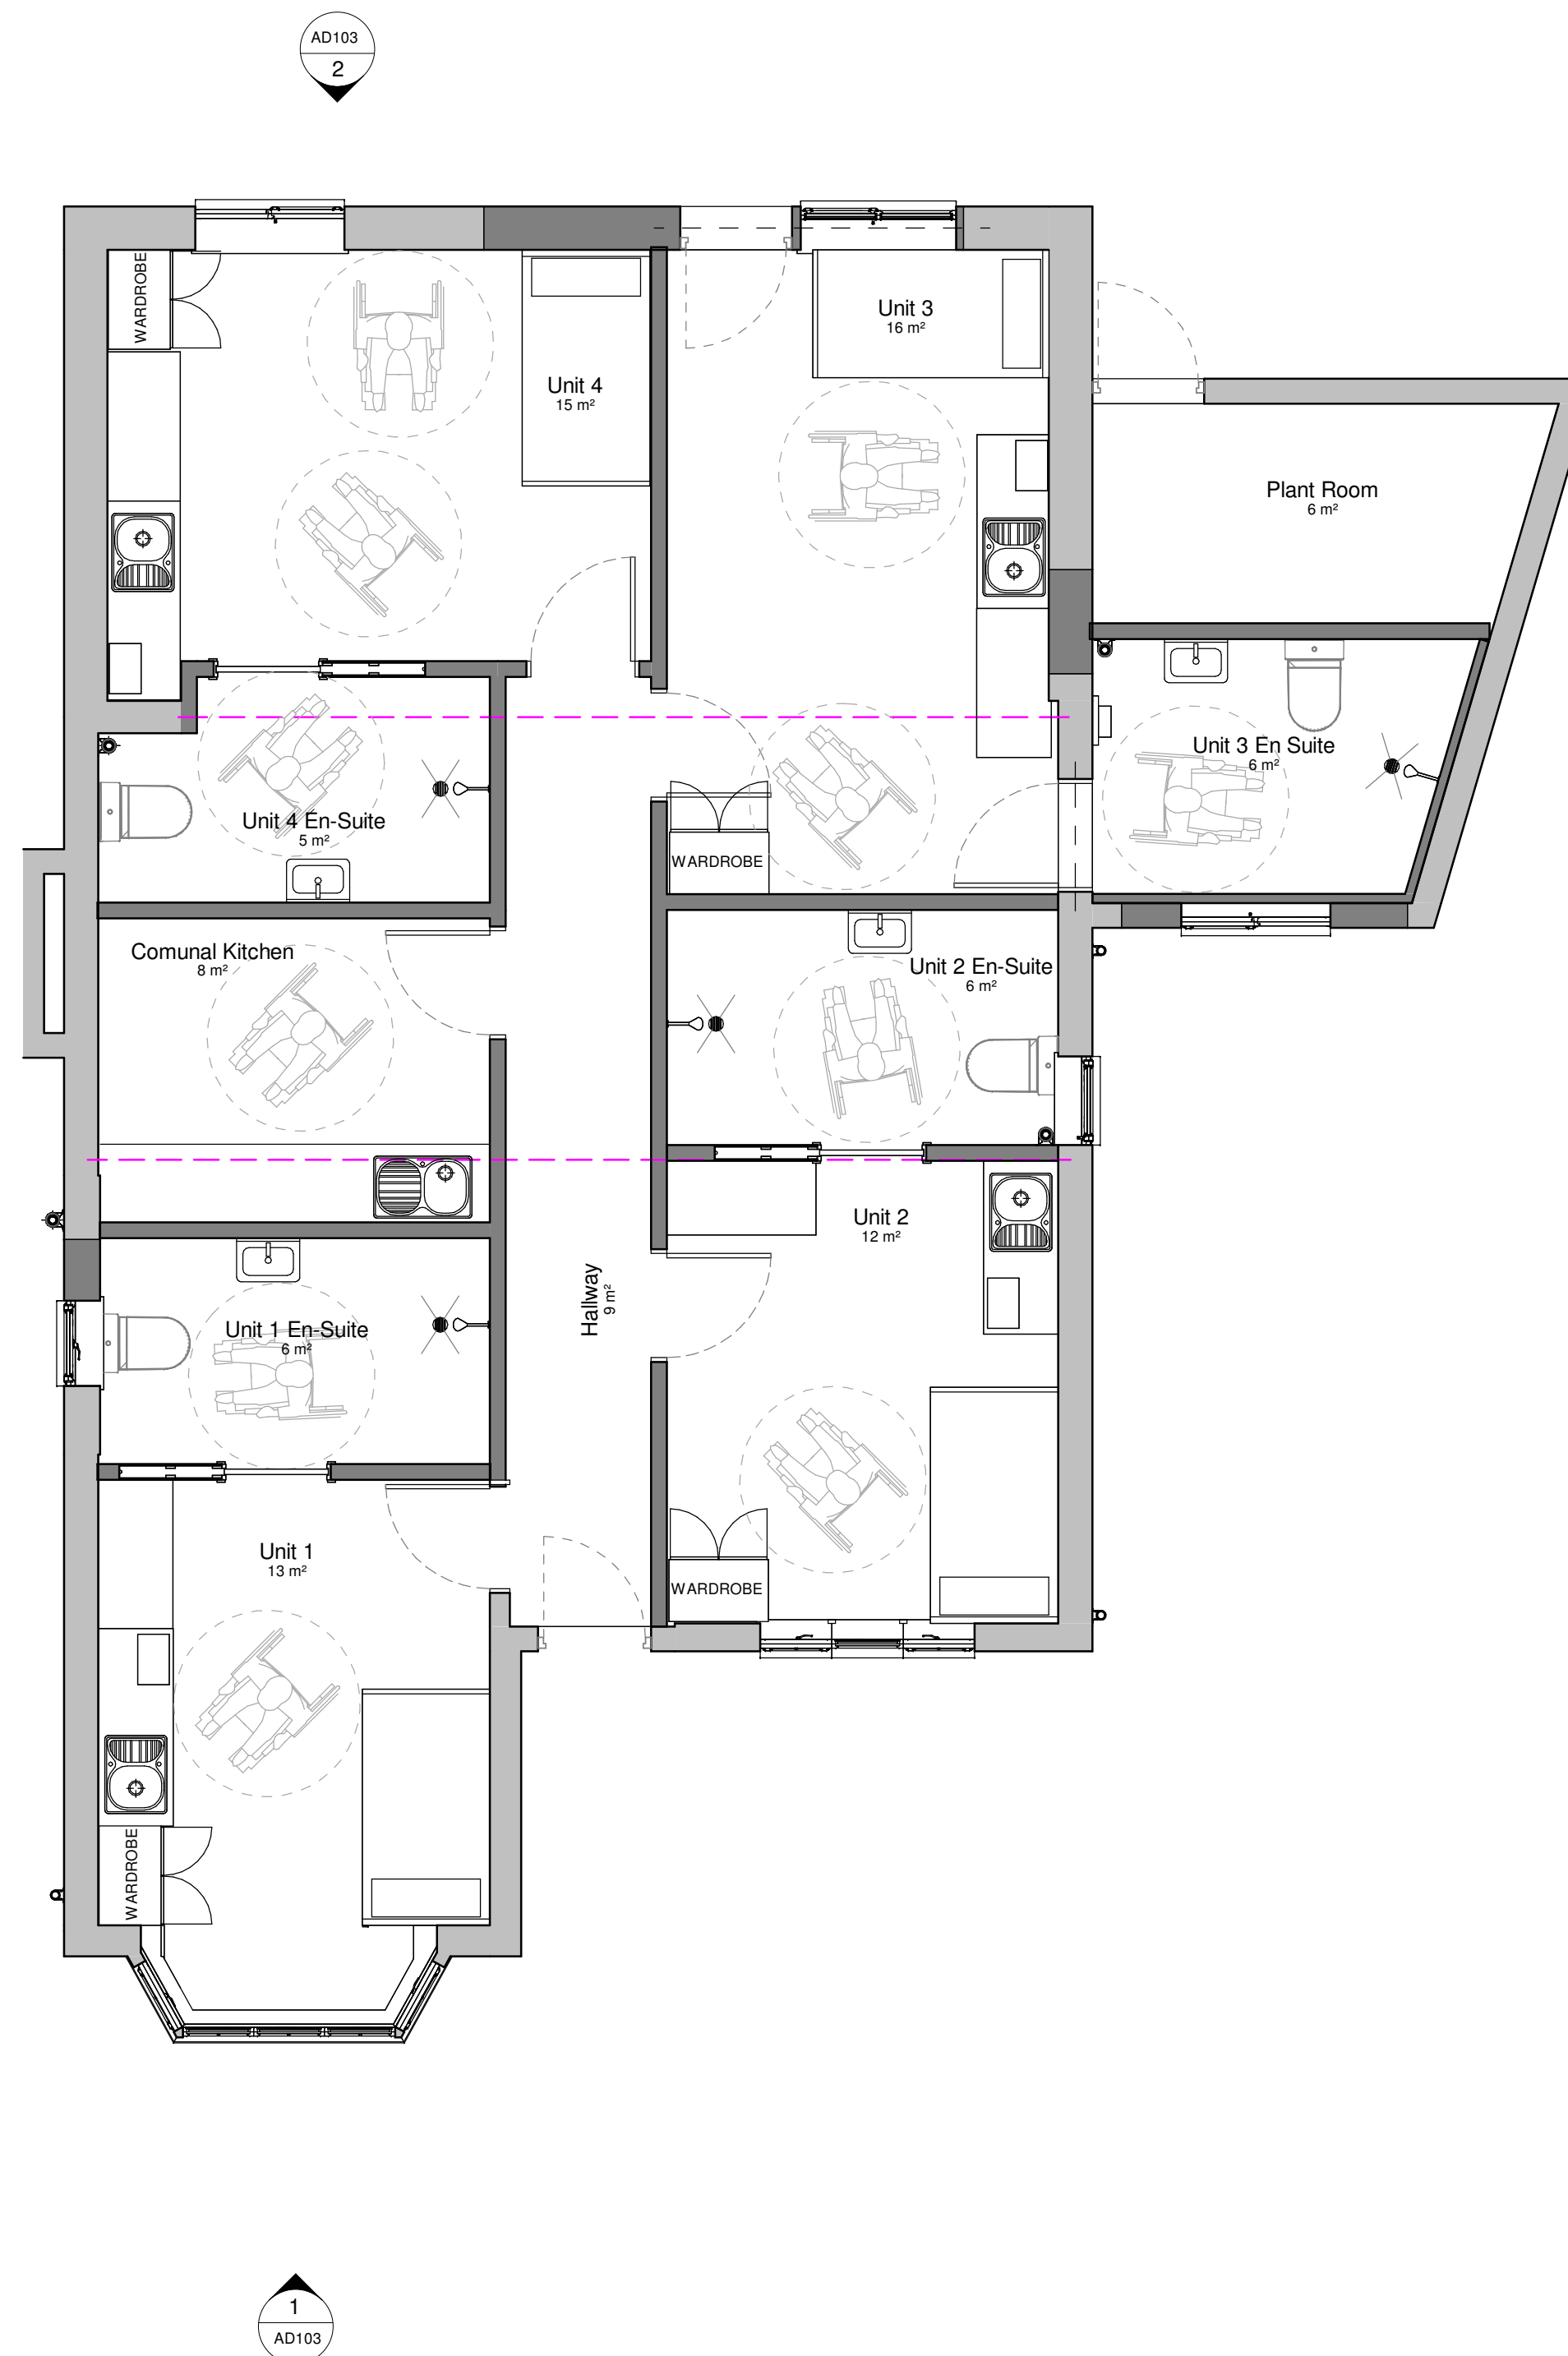 AD103
2
WARDROBE
Unit 3
16 m²
Unit 4
15 m²
Plant Room
6 m²
Unit 3 En Suite
6 m²
Unit 4 En-Suite
5 m²
WARDROBE
Comunal Kitchen
8 m²
Unit 2 En-Suite
6 m²
Unit 2
12 m²
Hallway
9 m²
Unit 1 En-Suite
6 m²
Unit 1
13 m²
WARDROBE
WARDROBE
1
AD103